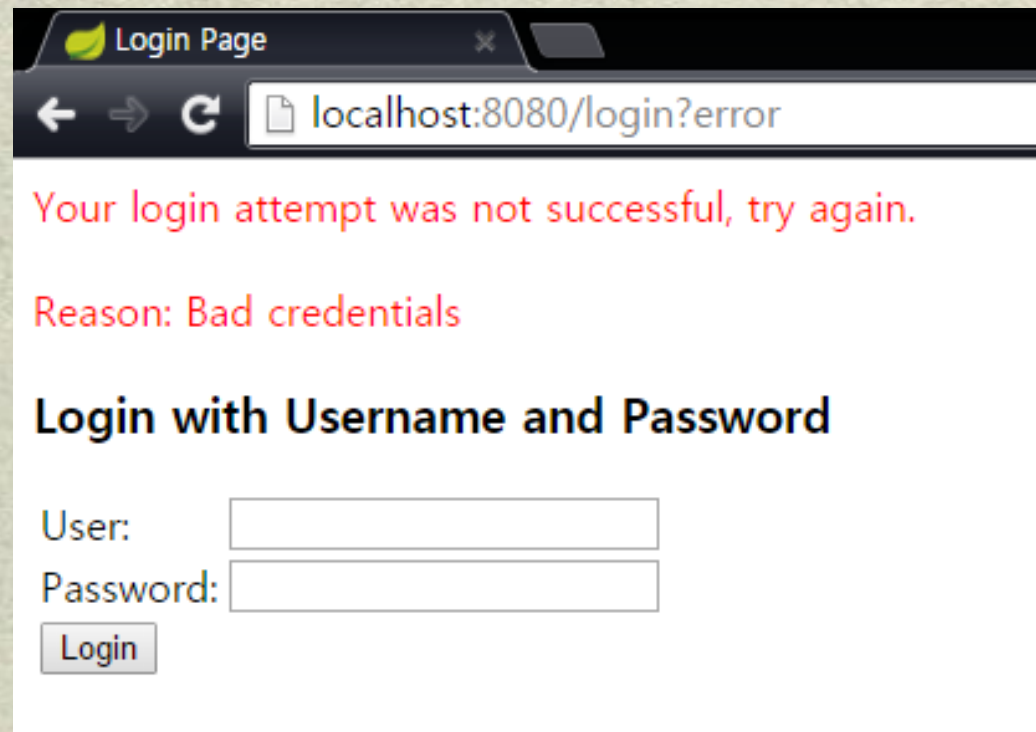 Login Page
localhost:8080/login?error
Your login attempt was not successful, try again.
Reason: Bad credentials
Login with Username and Password
User:
Password:
Login